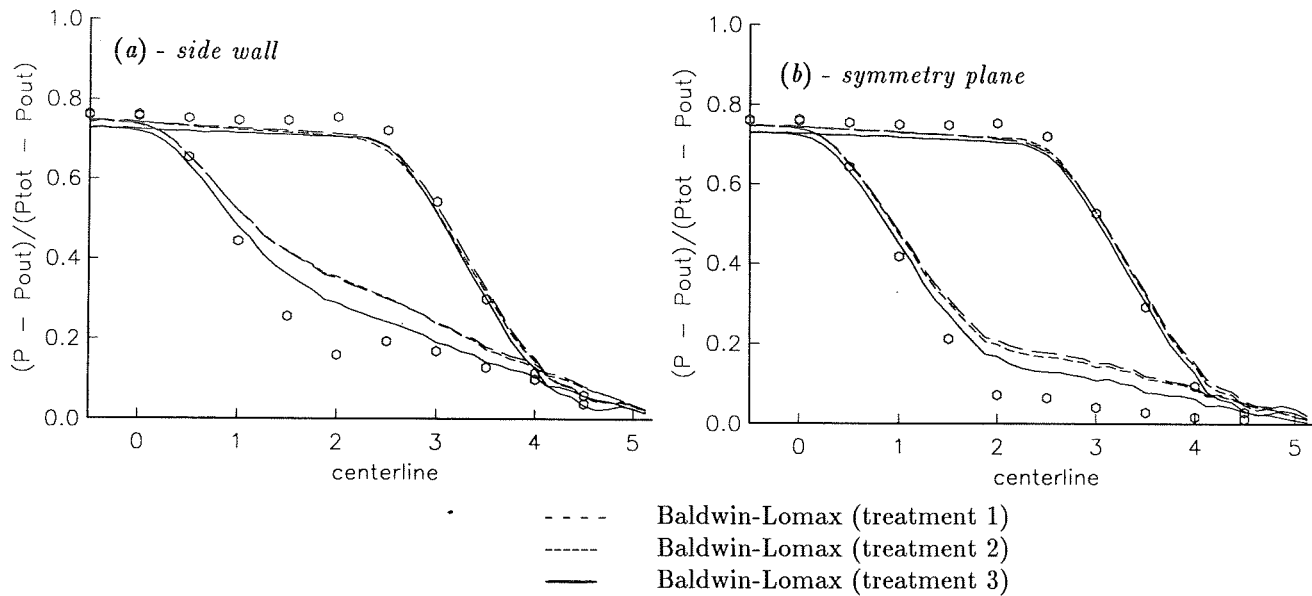 (a) - side wall
(P - Pout)/(Ptot - Pout)
1.0
0.8
0.6
0.4
0.2
0.0
0 1 2 3 4 5
centerline
(b) - symmetry plane
(P - Pout)/(Ptot - Pout)
1.0
0.8
0.6
0.4
0.2
0.0
0 1 2 3 4 5
centerline
Baldwin-Lomax (treatment 1)
Baldwin-Lomax (treatment 2)
Baldwin-Lomax (treatment 3)